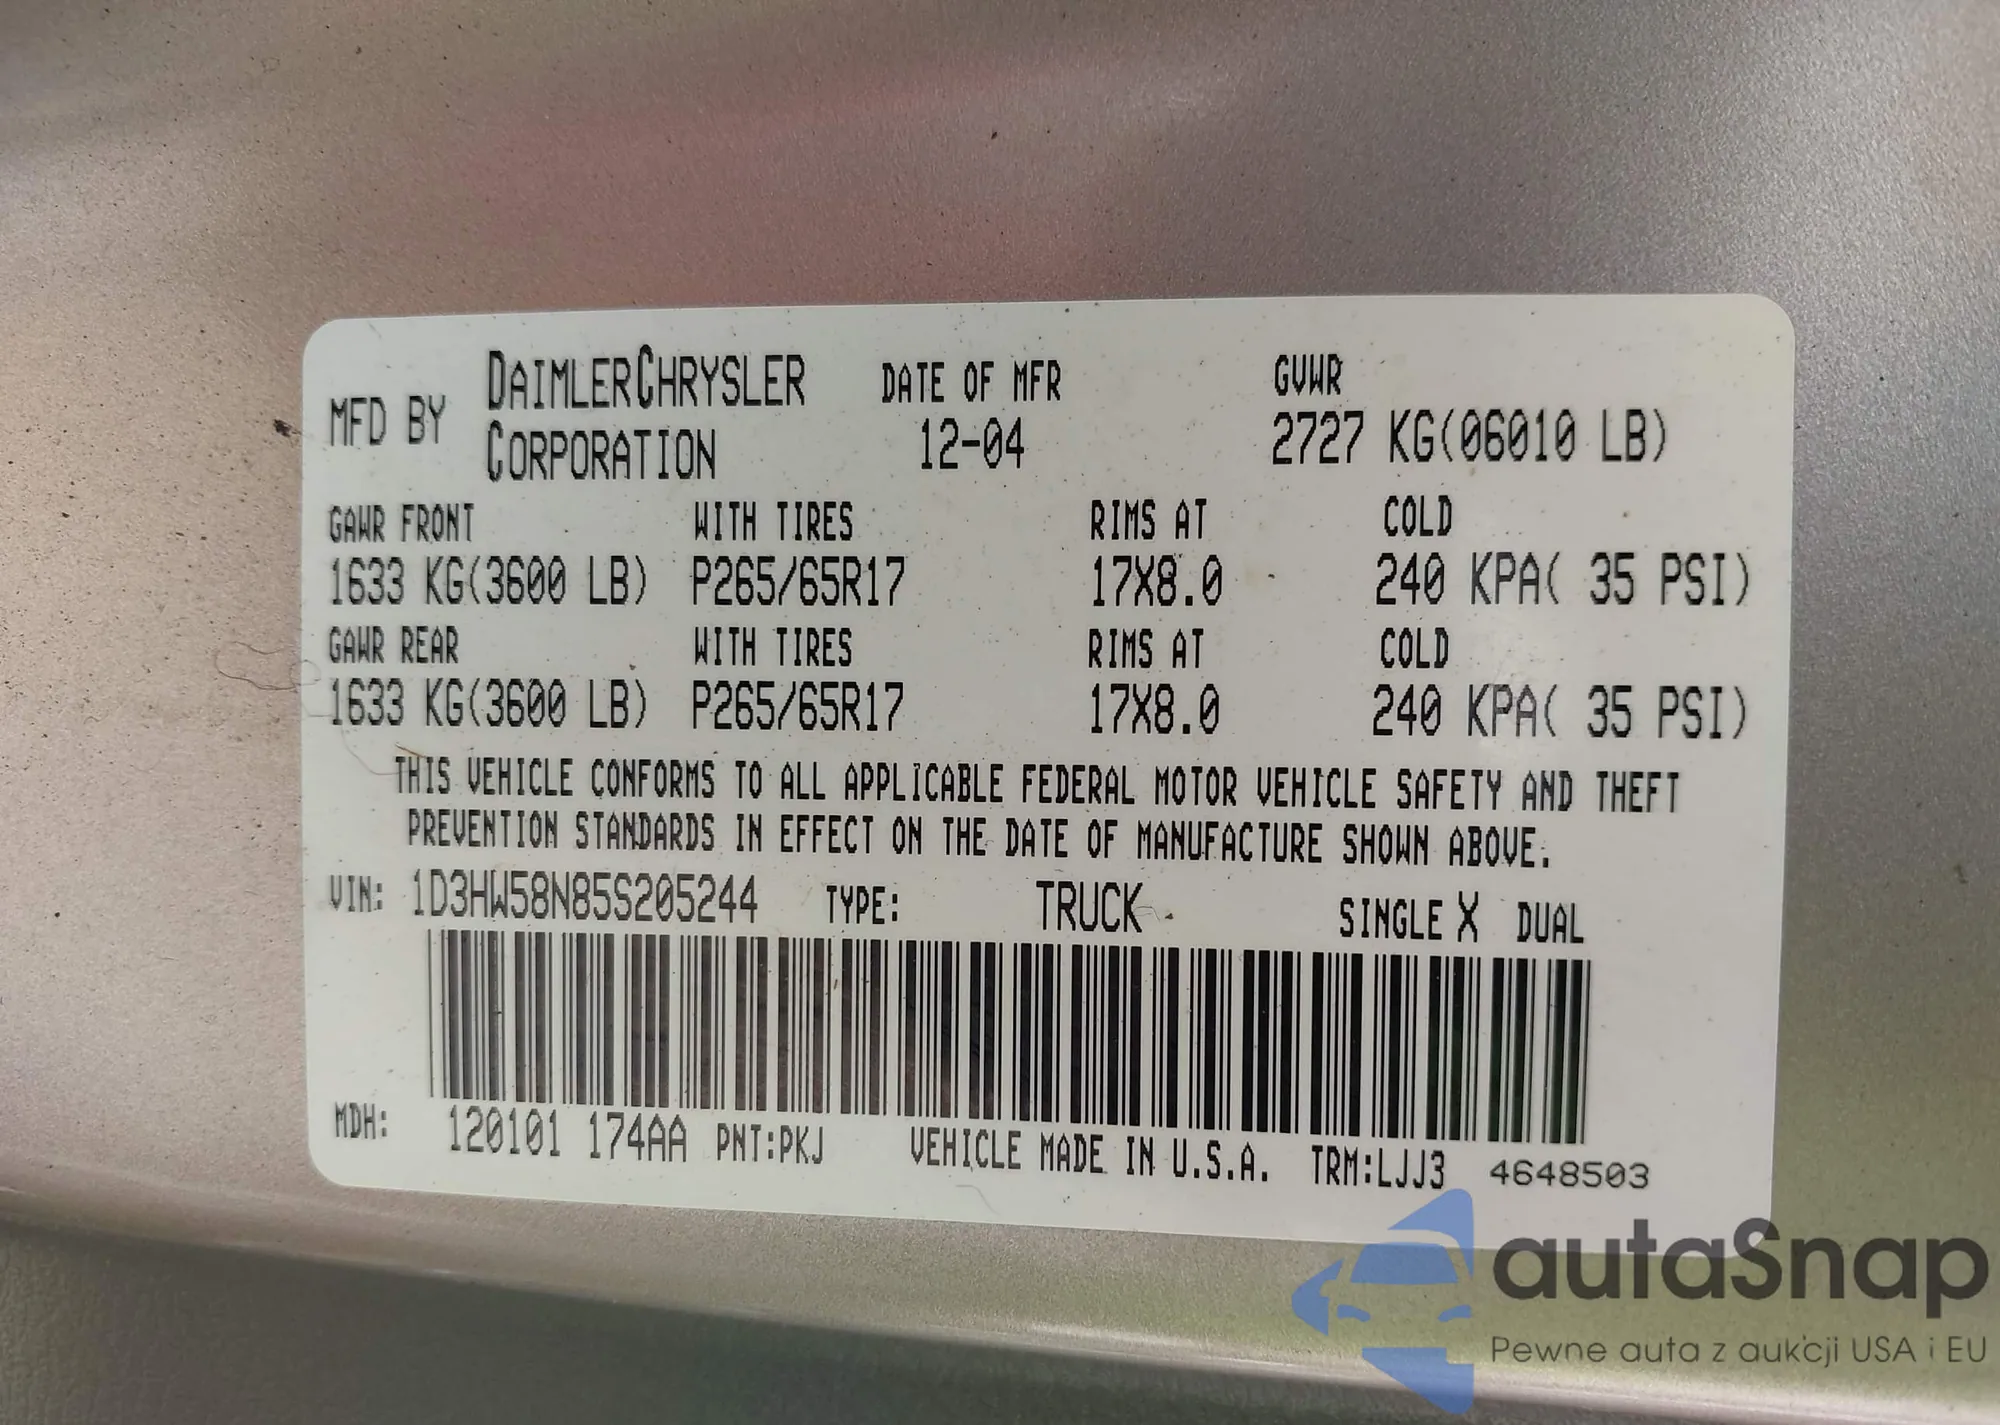 MFD BY DAIMLERCHRYSLER CORPORATION DATE OF MFR 12-04 GVWR 2727 KG(06010 LB)
GAWR FRONT WITH TIRES RIMS AT COLD
1633 KG(3600 LB) P265/65R17 17X8.0 240 KPA( 35 PSI)
GAWR REAR WITH TIRES RIMS AT COLD
1633 KG(3600 LB) P265/65R17 17X8.0 240 KPA( 35 PSI)
THIS VEHICLE CONFORMS TO ALL APPLICABLE FEDERAL MOTOR VEHICLE SAFETY AND THEFT
PREVENTION STANDARDS IN EFFECT ON THE DATE OF MANUFACTURE SHOWN ABOVE.
VIN: 1D3HW58N85S205244 TYPE: TRUCK SINGLE X DUAL
MDH: 120101 174AA PNT:PKJ VEHICLE MADE IN U.S.A. TRM:LJJ3 4648503
autaSnap
Pewne auta z aukcji USA i EU